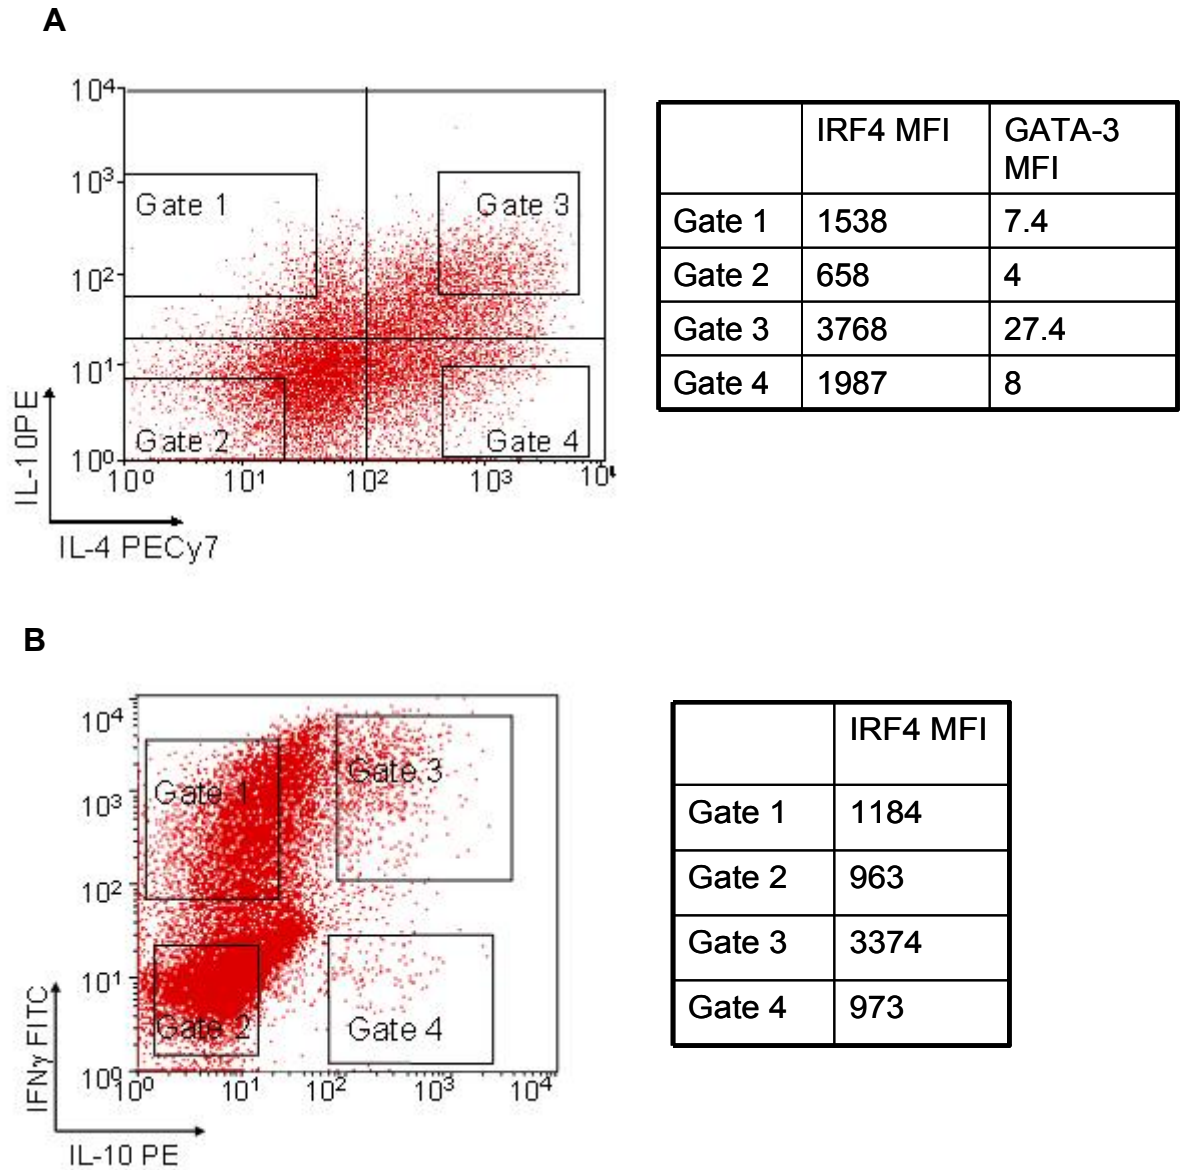 A
10⁴
10³
10²
10¹
10⁰
Gate 1
Gate 3
Gate 2
Gate 4
10⁰ 10¹ 10² 10³ 10
IL-10PE
IL-4 PECy7
IRF4 MFI
GATA-3
MFI
Gate 1 1538 7.4
Gate 2 658 4
Gate 3 3768 27.4
Gate 4 1987 8
B
10⁴
10³
10²
10¹
10⁰
Gate 1
Gate 3
Gate 2
Gate 4
10⁰ 10¹ 10² 10³ 10⁴
IFNγ FITC
IL-10 PE
IRF4 MFI
Gate 1 1184
Gate 2 963
Gate 3 3374
Gate 4 973